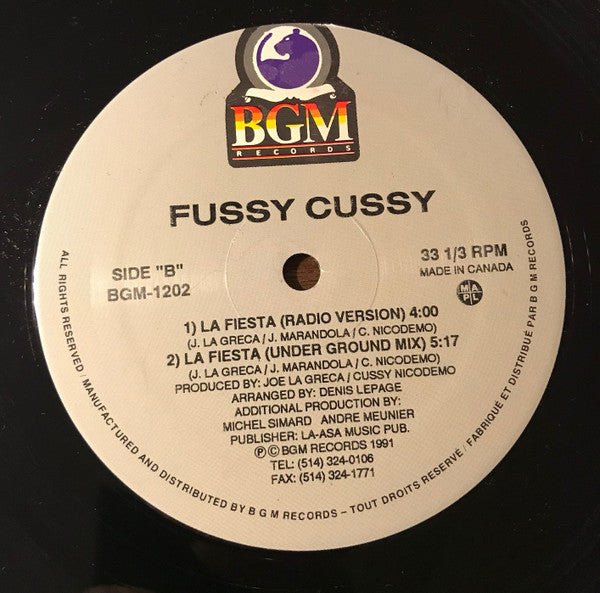 BGM
RECORDS
FUSSY CUSSY
SIDE "B"
BGM-1202
33 1/3 RPM
MADE IN CANADA
MAPL
1) LA FIESTA (RADIO VERSION) 4:00
(J. LA GRECA / J. MARANDOLA / C. NICODEMO)
2) LA FIESTA (UNDER GROUND MIX) 5:17
(J. LA GRECA / J. MARANDOLA / C. NICODEMO)
PRODUCED BY: JOE LA GRECA / CUSSY NICODEMO
ARRANGED BY: DENIS LEPAGE
ADDITIONAL PRODUCTION BY:
MICHEL SIMARD ANDRE MEUNIER
PUBLISHER: LA-ASA MUSIC PUB.
Ⓟ©BGM RECORDS 1991
TEL: (514) 324-0106
FAX: (514) 324-1771
ALL RIGHTS RESERVED / MANUFACTURED AND DISTRIBUTED BY B G M RECORDS – TOUT DROITS RESERVE / FABRIQUÉ ET DISTRIBUÉ PAR B G M RECORDS